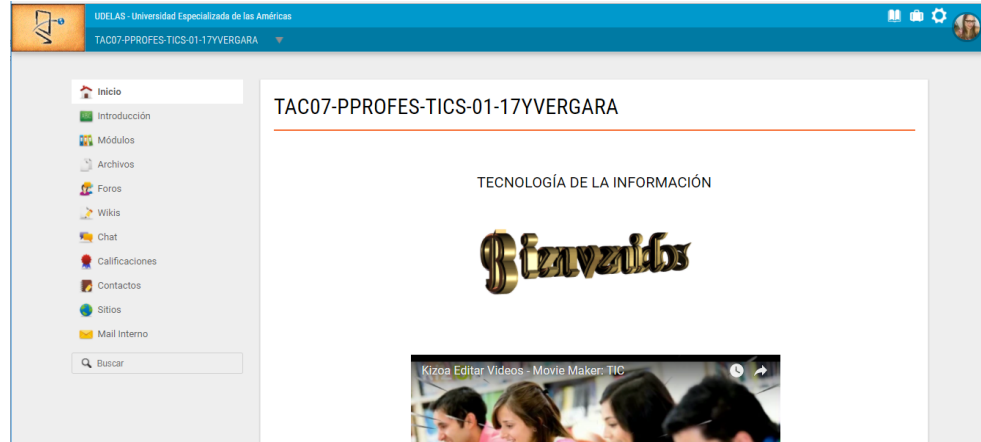 UDELAS - Universidad Especializada de las Américas
TAC07-PPROFES-TICS-01-17YVERGARA
Inicio
Introducción
Módulos
Archivos
Foros
Wikis
Chat
Calificaciones
Contactos
Sitios
Mail Interno
Buscar
TAC07-PPROFES-TICS-01-17YVERGARA
TECNOLOGÍA DE LA INFORMACIÓN
Bienvenidos
Kizoa Editar Videos - Movie Maker: TIC